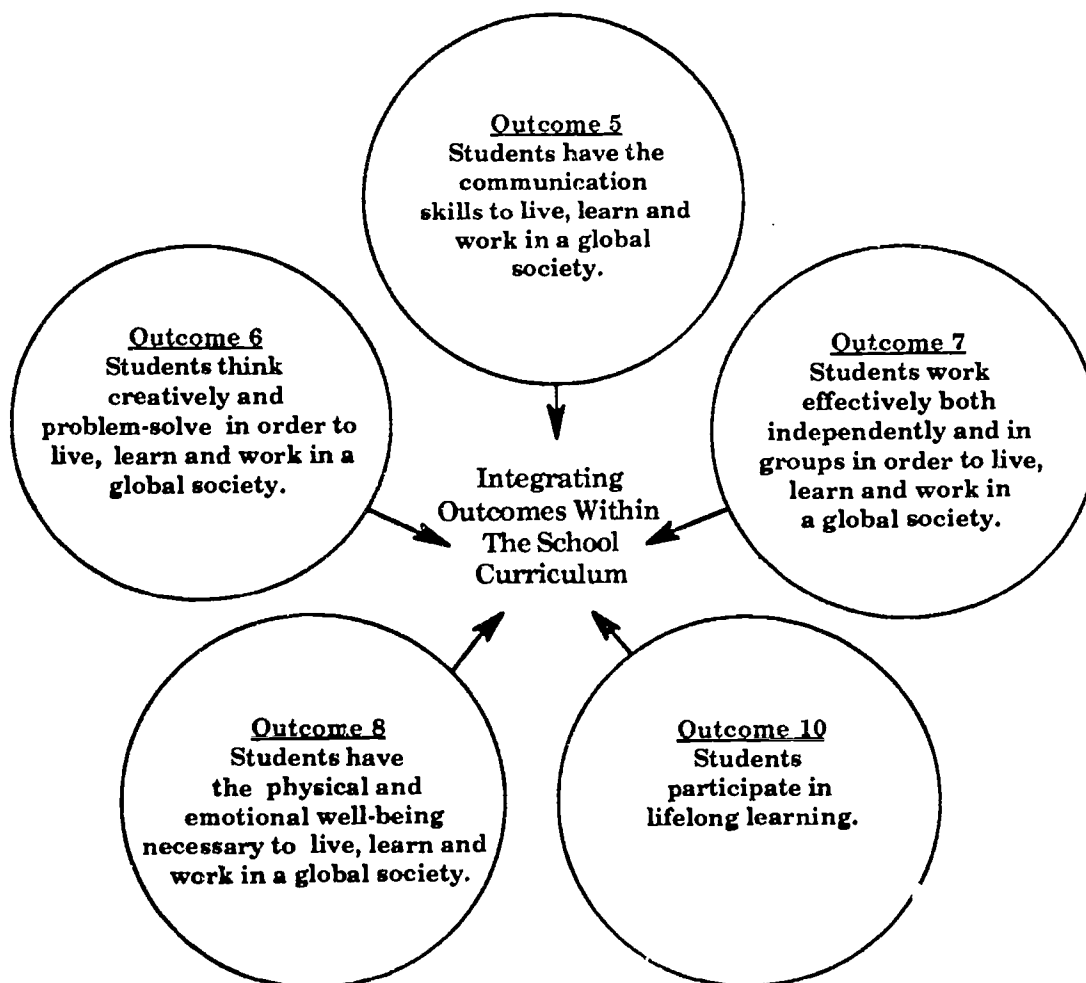 Outcome 5
Students have the
communication
skills to live, learn and
work in a global
society.
Outcome 6
Students think
creatively and
problem-solve in order to
live, learn and work in a
global society.
Outcome 7
Students work
effectively both
independently and in
groups in order to live,
learn and work in
a global society.
Integrating
Outcomes Within
The School
Curriculum
Outcome 8
Students have
the physical and
emotional well-being
necessary to live, learn and
work in a global society.
Outcome 10
Students
participate in
lifelong learning.